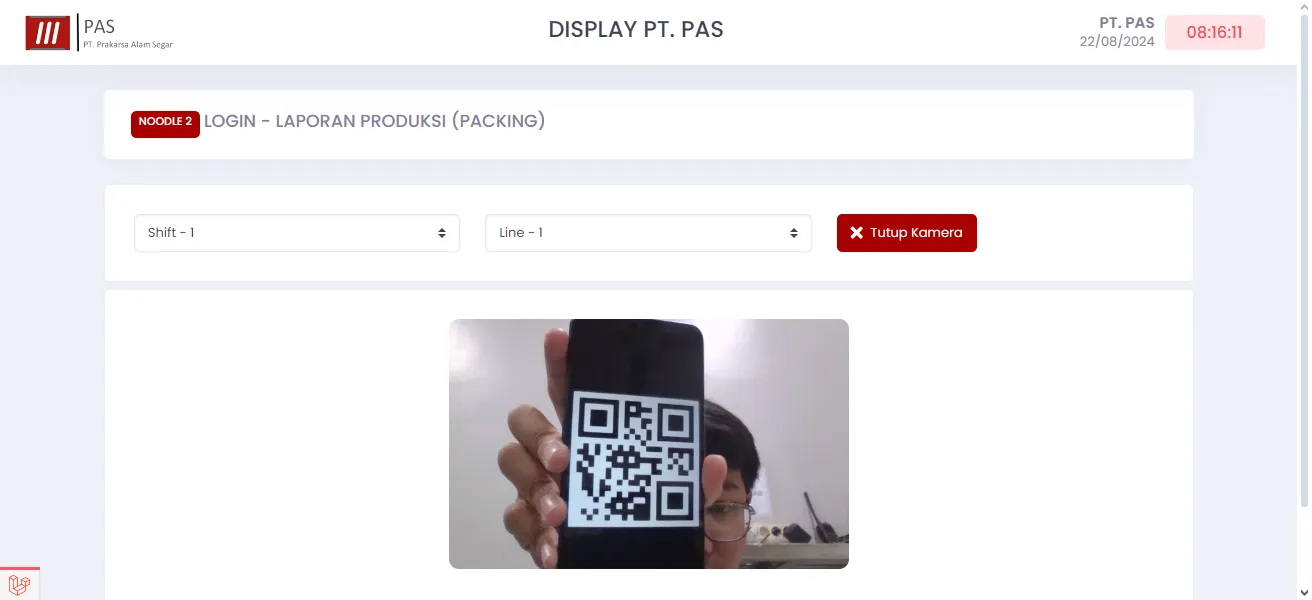 PAS
PT. Prakarsa Alam Segar
DISPLAY PT. PAS
PT. PAS
22/08/2024
08:16:11
NOODLE 2 LOGIN - LAPORAN PRODUKSI (PACKING)
Shift - 1
Line - 1
Tutup Kamera